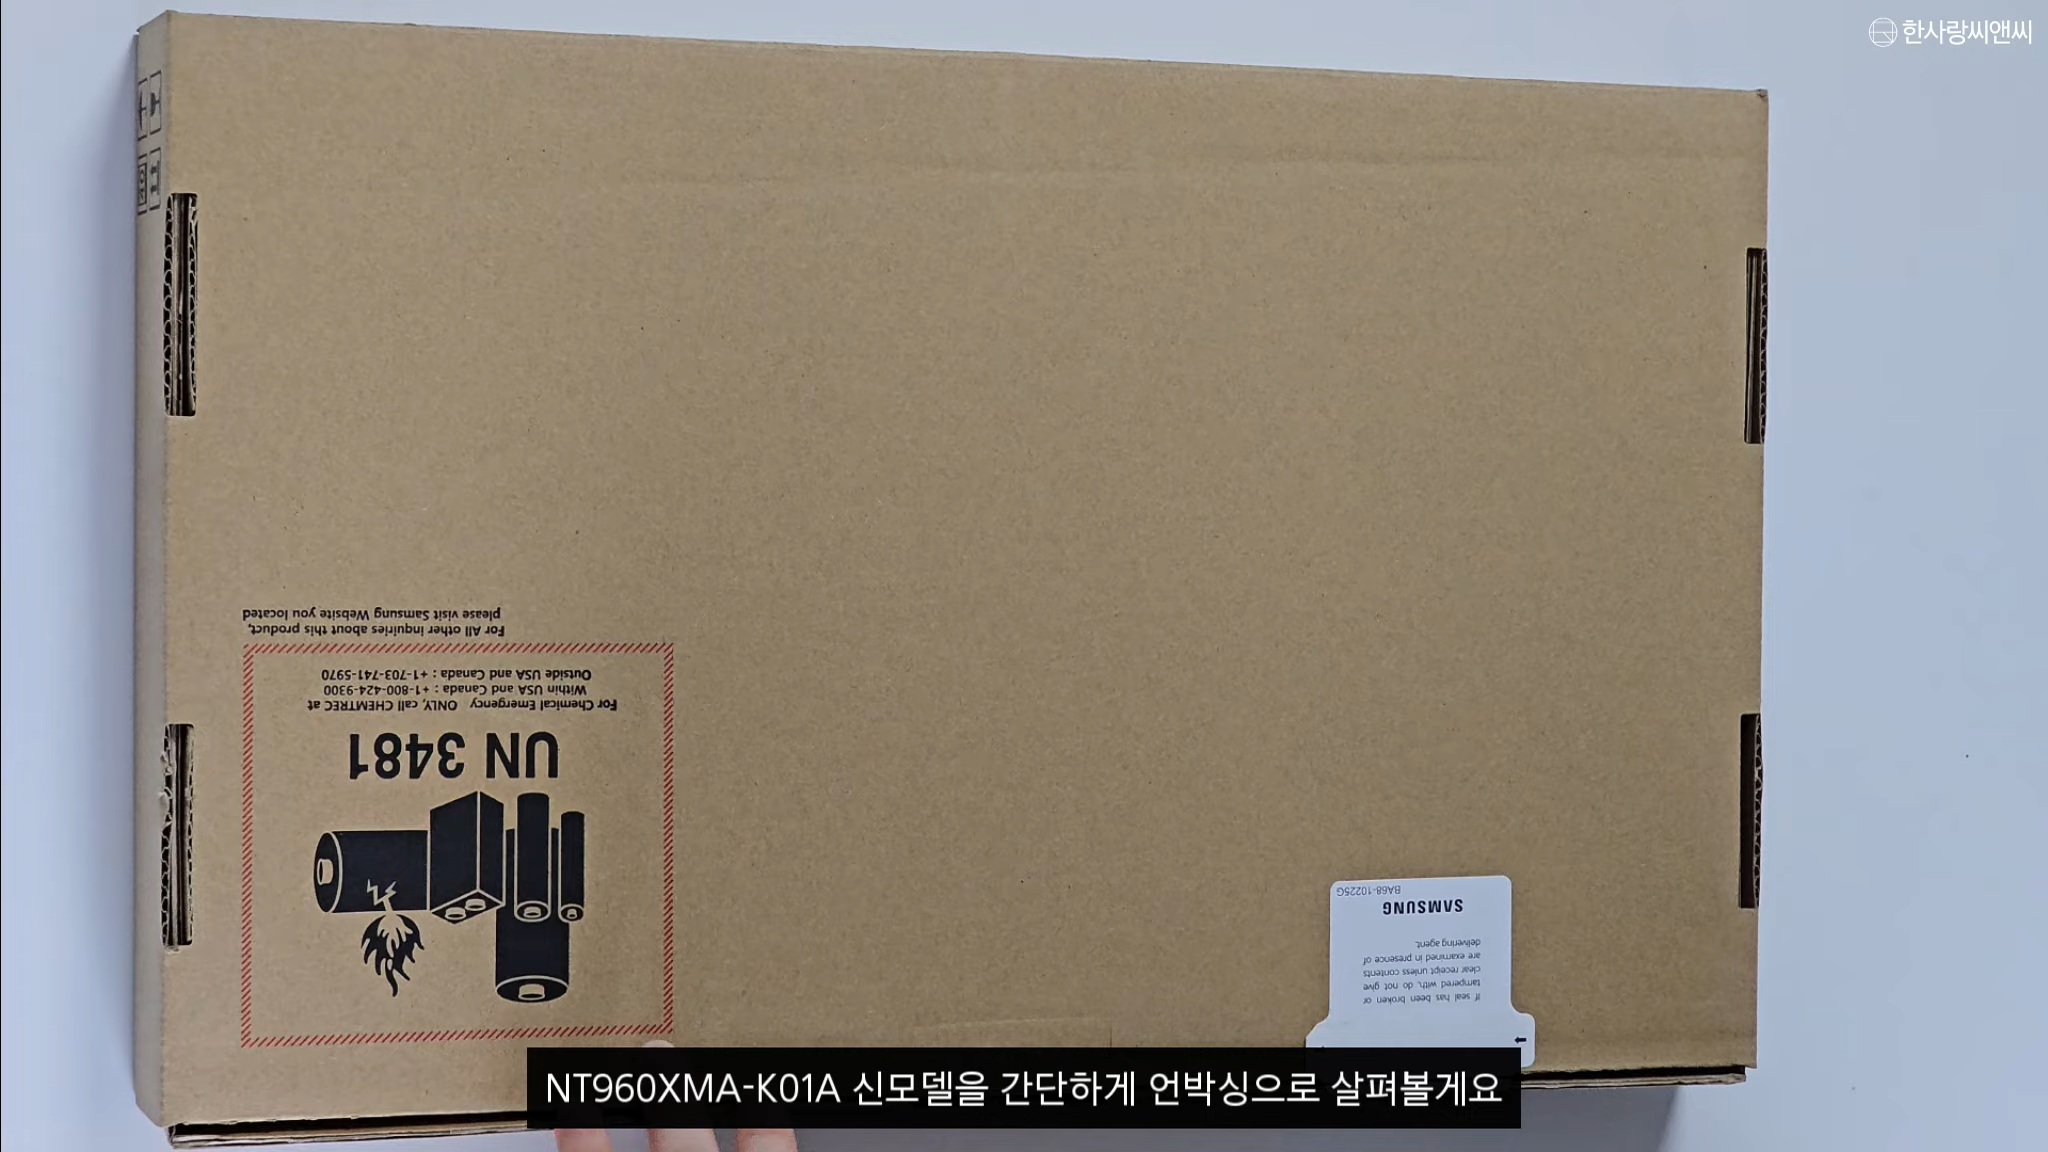 한사랑씨앤씨
For All other inquiries about this product,
please visit Samsung Website you located
For Chemical Emergency ONLY, call CHEMTREC at
Within USA and Canada : +1-800-424-9300
Outside USA and Canada : +1-703-741-5970
UN 3481
If seal has been broken or
tampered with, do not give
clear receipt unless contents
are examined in presence of
delivering agent.
SAMSUNG
BA68-10225G
NT960XMA-K01A 신모델을 간단하게 언박싱으로 살펴볼게요